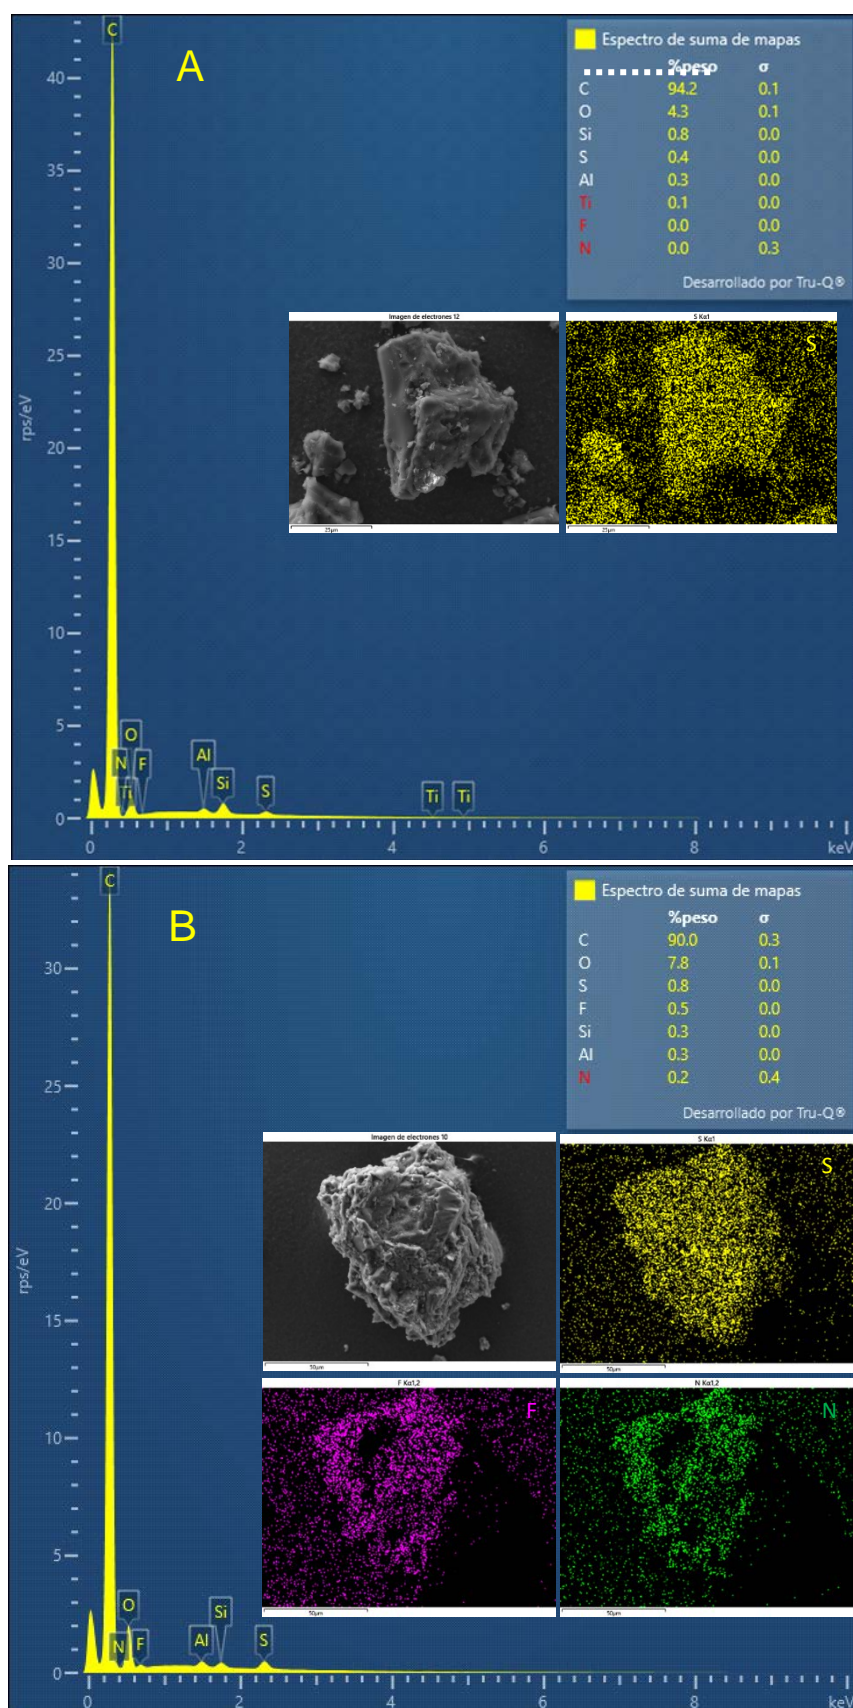 C
A
Espectro de suma de mapas
%peso σ
C 94.2 0.1
O 4.3 0.1
Si 0.8 0.0
S 0.4 0.0
Al 0.3 0.0
Ti 0.1 0.0
F 0.0 0.0
N 0.0 0.3
Desarrollado por Tru-Q®
Imagen de electrones 12
S Kα1
S
25µm
25µm
rps/eV
40
35
30
25
20
15
10
5
0
O
N
F
Ti
Al
Si
S
Ti
Ti
0 2 4 6 8 keV
C
B
Espectro de suma de mapas
%peso σ
C 90.0 0.3
O 7.8 0.1
S 0.8 0.0
F 0.5 0.0
Si 0.3 0.0
Al 0.3 0.0
N 0.2 0.4
Desarrollado por Tru-Q®
Imagen de electrones 10
S Kα1
S
50µm
50µm
F Kα1,2
N Kα1,2
F
N
50µm
50µm
rps/eV
30
25
20
15
10
5
0
O
N
F
Al
Si
S
0 2 4 6 8 keV